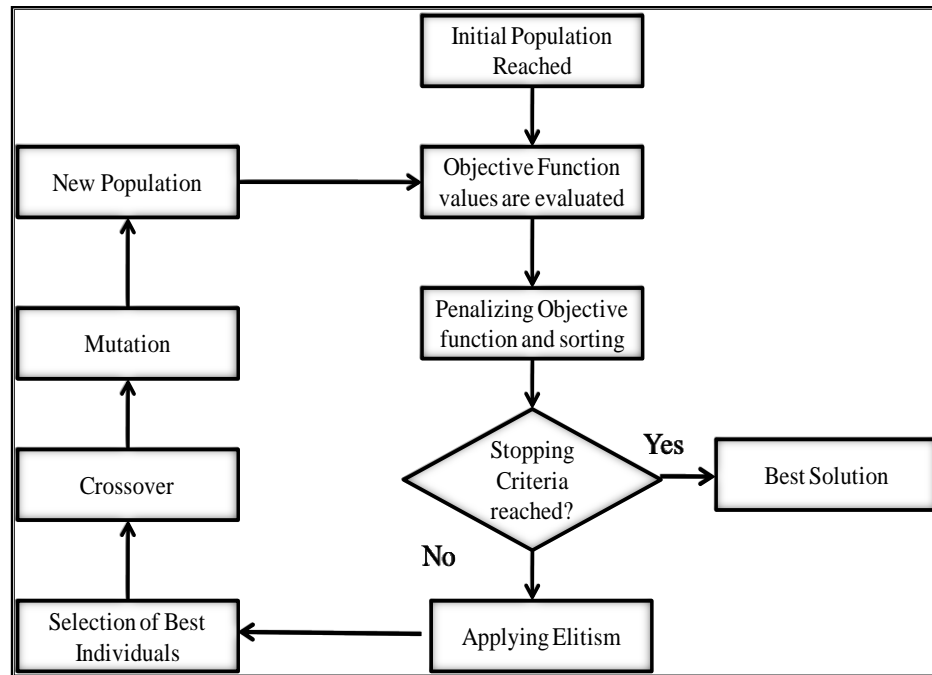 Initial Population
Reached
New Population
Objective Function
values are evaluated
Penalizing Objective
function and sorting
Mutation
Stopping
Criteria
reached?
Yes
Best Solution
Crossover
No
Selection of Best
Individuals
Applying Elitism